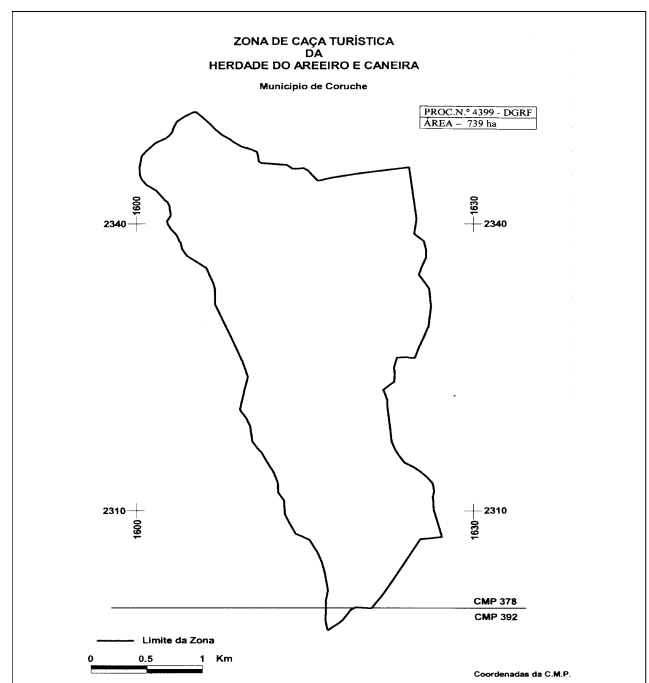 ZONA DE CAÇA TURÍSTICA
DA
HERDADE DO AREEIRO E CANEIRA
Município de Coruche
PROC.N.º 4399 - DGRF
ÁREA – 739 ha
1600
1630
2340
2340
2310
2310
1600
1630
CMP 378
CMP 392
Limite da Zona
0 0.5 1 Km
Coordenadas da C.M.P.